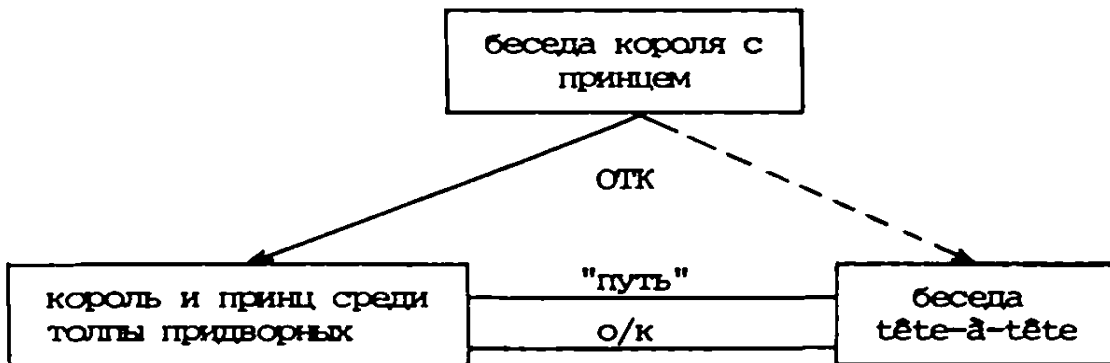 беседа короля с
принцем
ОТК
"путь"
король и принц среди
толпы придворных
о/к
беседа
tête-à-tête